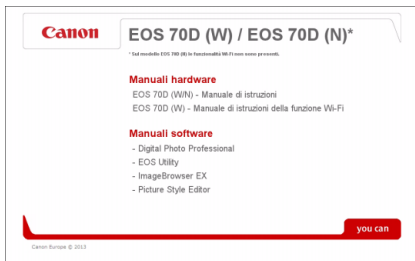 Canon
EOS 70D (W) / EOS 70D (N)*
* Sul modello EOS 70D (N) le funzionalità Wi-Fi non sono presenti.
Manuali hardware
EOS 70D (W/N) - Manuale di istruzioni
EOS 70D (W) - Manuale di istruzioni della funzione Wi-Fi
Manuali software
- Digital Photo Professional
- EOS Utility
- ImageBrowser EX
- Picture Style Editor
you can
Canon Europe © 2013